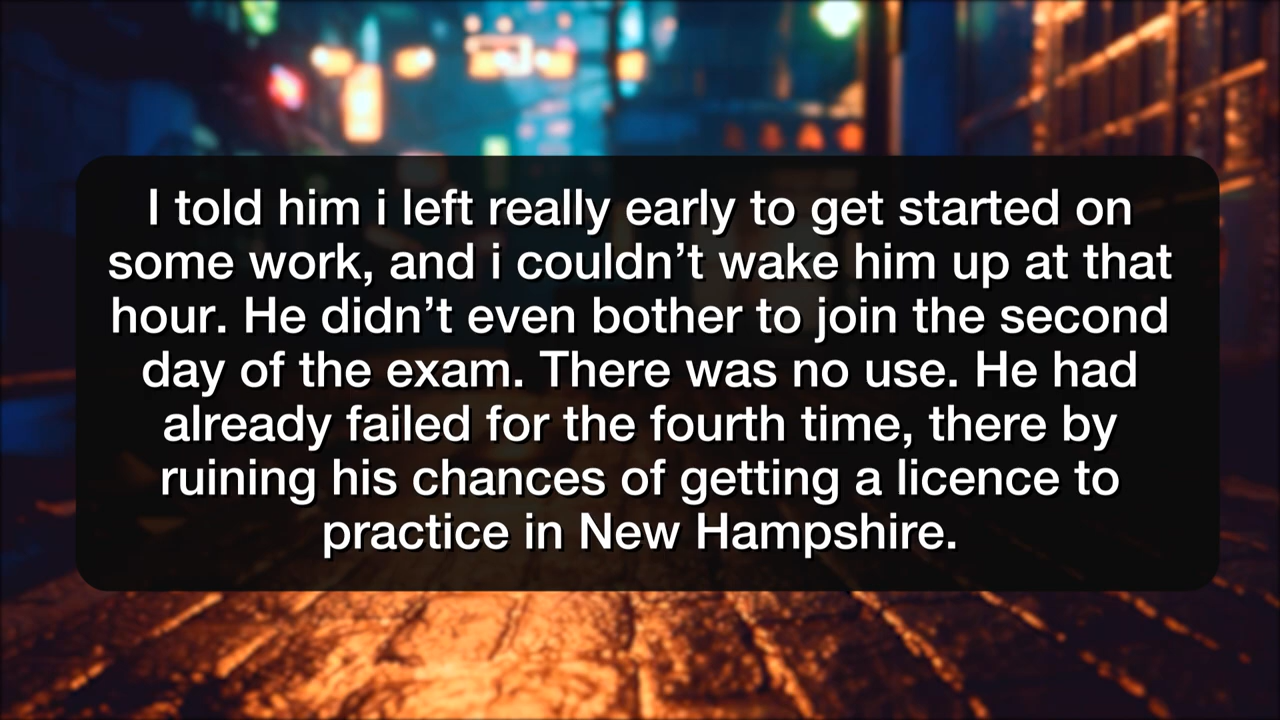 I told him i left really early to get started on
some work, and i couldn’t wake him up at that
hour. He didn’t even bother to join the second
day of the exam. There was no use. He had
already failed for the fourth time, there by
ruining his chances of getting a licence to
practice in New Hampshire.